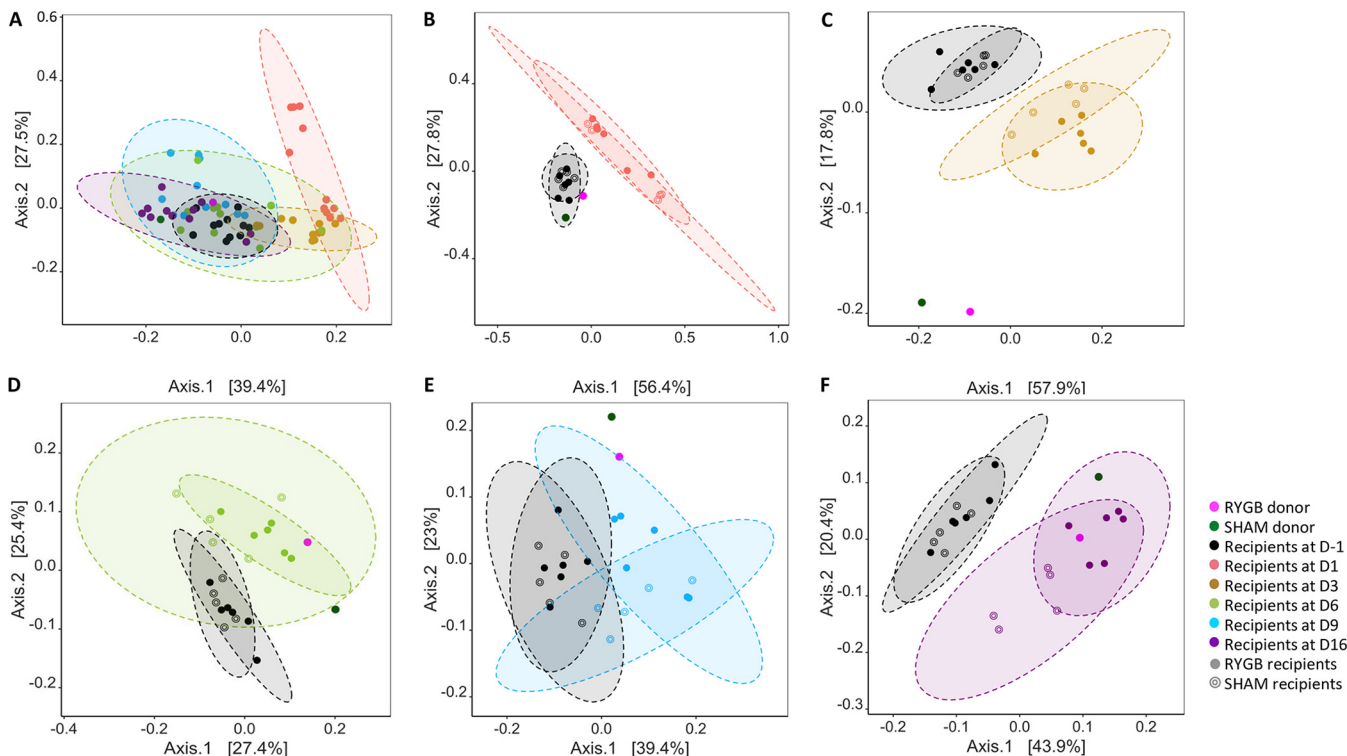 A
B
C
Axis.2 [27.5%]
0.6
0.4
0.2
0.0
-0.2
-0.2
0.0
0.2
Axis.1 [39.4%]
Axis.2 [27.8%]
0.4
0.0
-0.4
-0.5
0.0
0.5
1.0
Axis.1 [56.4%]
Axis.2 [17.8%]
0.0
-0.1
-0.2
-0.2
0.0
0.2
Axis.1 [57.9%]
D
E
F
Axis.2 [25.4%]
0.2
0.1
0.0
-0.1
-0.2
-0.4
-0.2
0.0
0.2
Axis.1 [27.4%]
Axis.2 [23%]
0.2
0.1
0.0
-0.1
-0.2
-0.2
0.0
0.2
Axis.1 [39.4%]
Axis.2 [20.4%]
0.2
0.1
0.0
-0.1
-0.2
-0.3
-0.2
-0.1
0.0
0.1
0.2
Axis.1 [43.9%]
RYGB donor
SHAM donor
Recipients at D-1
Recipients at D1
Recipients at D3
Recipients at D6
Recipients at D9
Recipients at D16
RYGB recipients
SHAM recipients